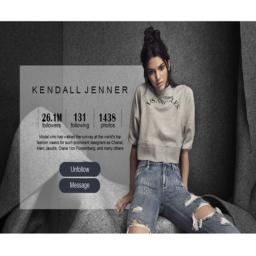 KENDALL JENNER
26.1M 131 1438
followers following photos
Model who has walked the runway at the world's top
fashion weeks for such prominent designers as Chanel,
Marc Jacobs, Diane Von Furstenberg, and many others
Unfollow
Message